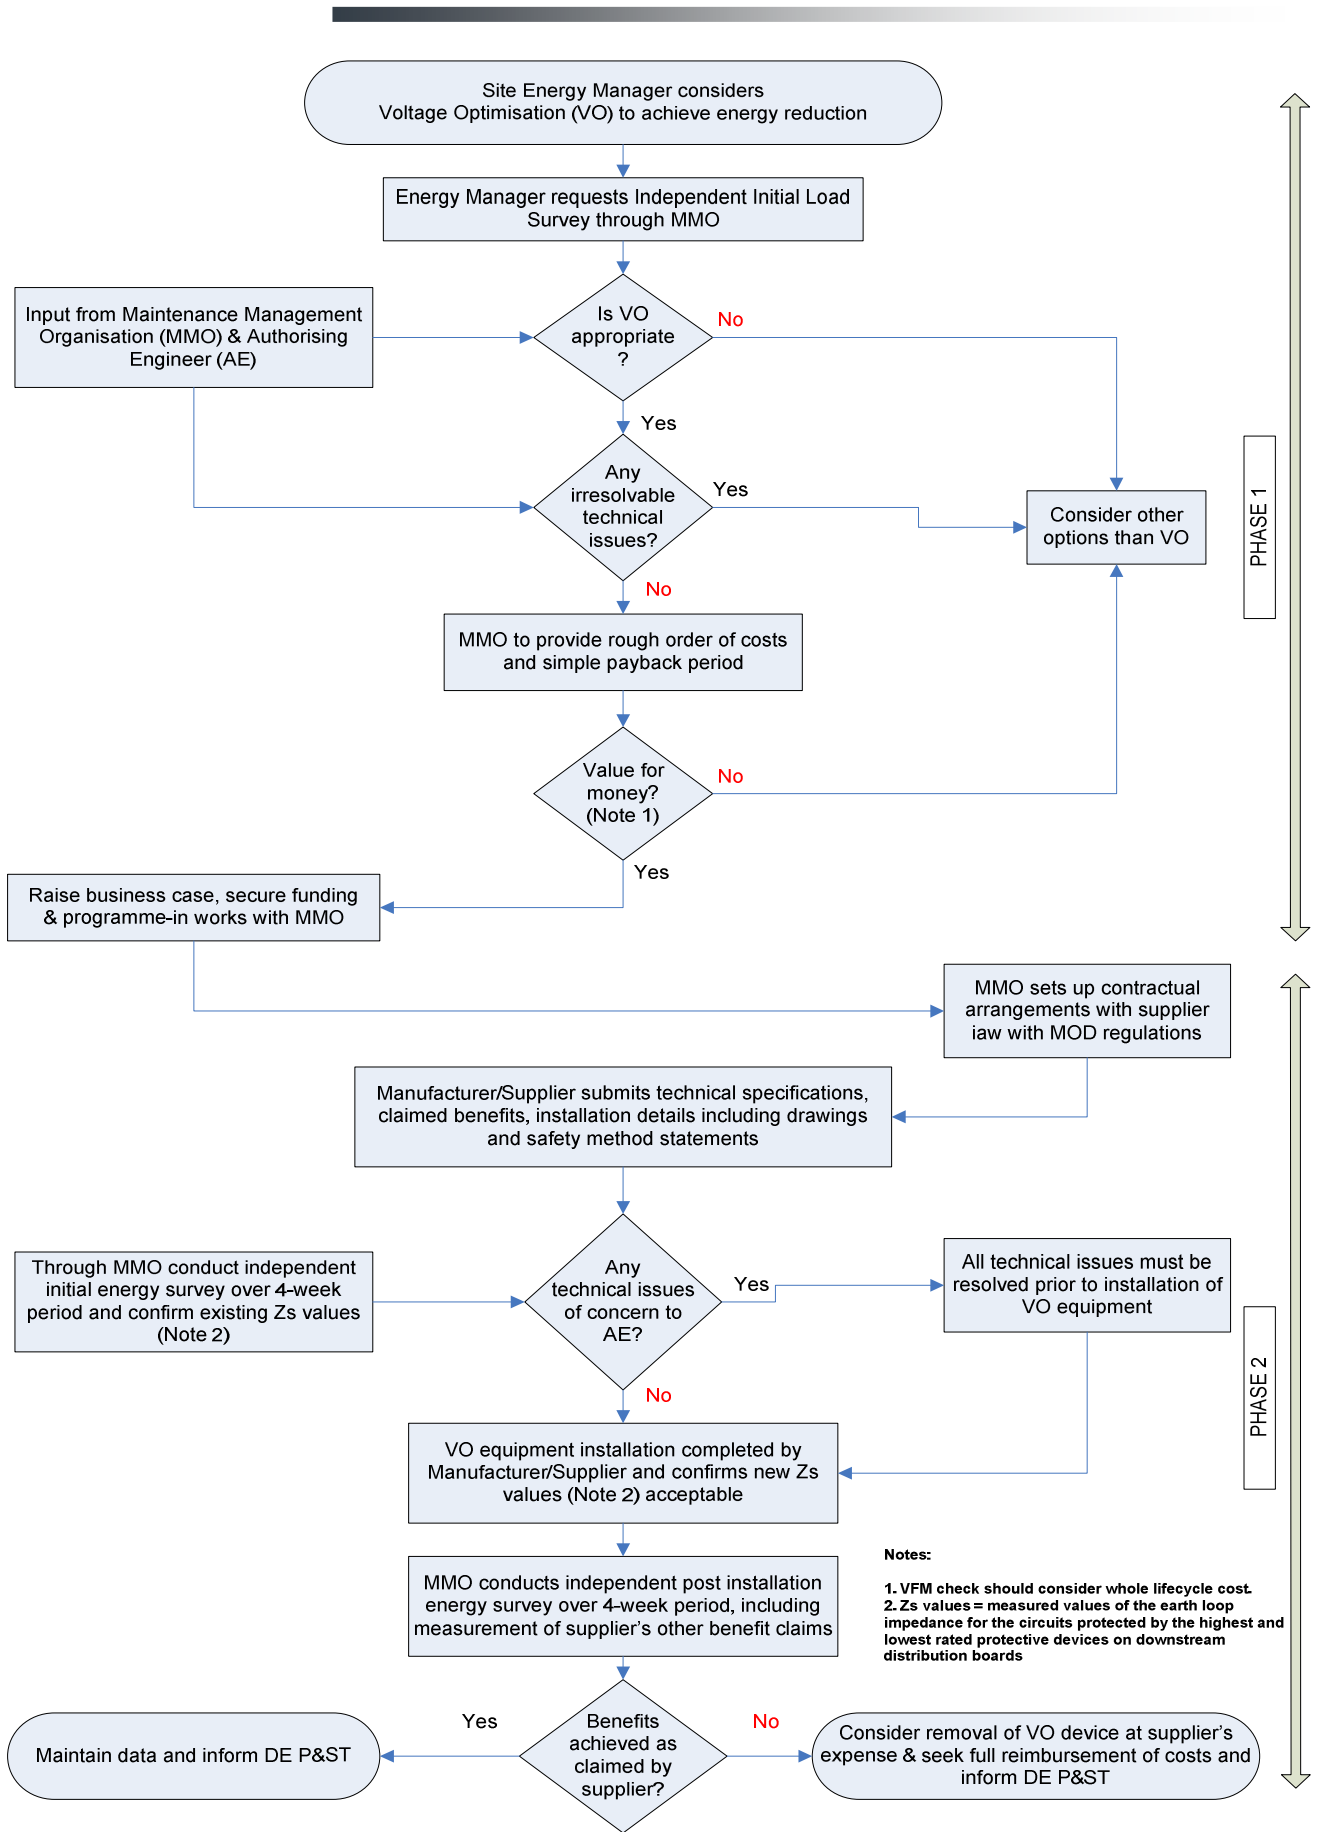 Site Energy Manager considers
Voltage Optimisation (VO) to achieve energy reduction
Energy Manager requests Independent Initial Load
Survey through MMO
Input from Maintenance Management
Organisation (MMO) & Authorising
Engineer (AE)
Is VO
appropriate
?
No
Yes
Any
irresolvable
technical
issues?
Yes
Consider other
options than VO
PHASE 1
No
MMO to provide rough order of costs
and simple payback period
Value for
money?
(Note 1)
No
Yes
Raise business case, secure funding
& programme-in works with MMO
MMO sets up contractual
arrangements with supplier
iaw with MOD regulations
Manufacturer/Supplier submits technical specifications,
claimed benefits, installation details including drawings
and safety method statements
Through MMO conduct independent
initial energy survey over 4-week
period and confirm existing Zs values
(Note 2)
Any
technical issues
of concern to
AE?
Yes
All technical issues must be
resolved prior to installation of
VO equipment
PHASE 2
No
VO equipment installation completed by
Manufacturer/Supplier and confirms new Zs
values (Note 2) acceptable
MMO conducts independent post installation
energy survey over 4-week period, including
measurement of supplier's other benefit claims
Notes:
1. VFM check should consider whole lifecycle cost.
2. Zs values = measured values of the earth loop
impedance for the circuits protected by the highest and
lowest rated protective devices on downstream
distribution boards
Benefits
achieved as
claimed by
supplier?
Yes
Maintain data and inform DE P&ST
No
Consider removal of VO device at supplier's
expense & seek full reimbursement of costs and
inform DE P&ST